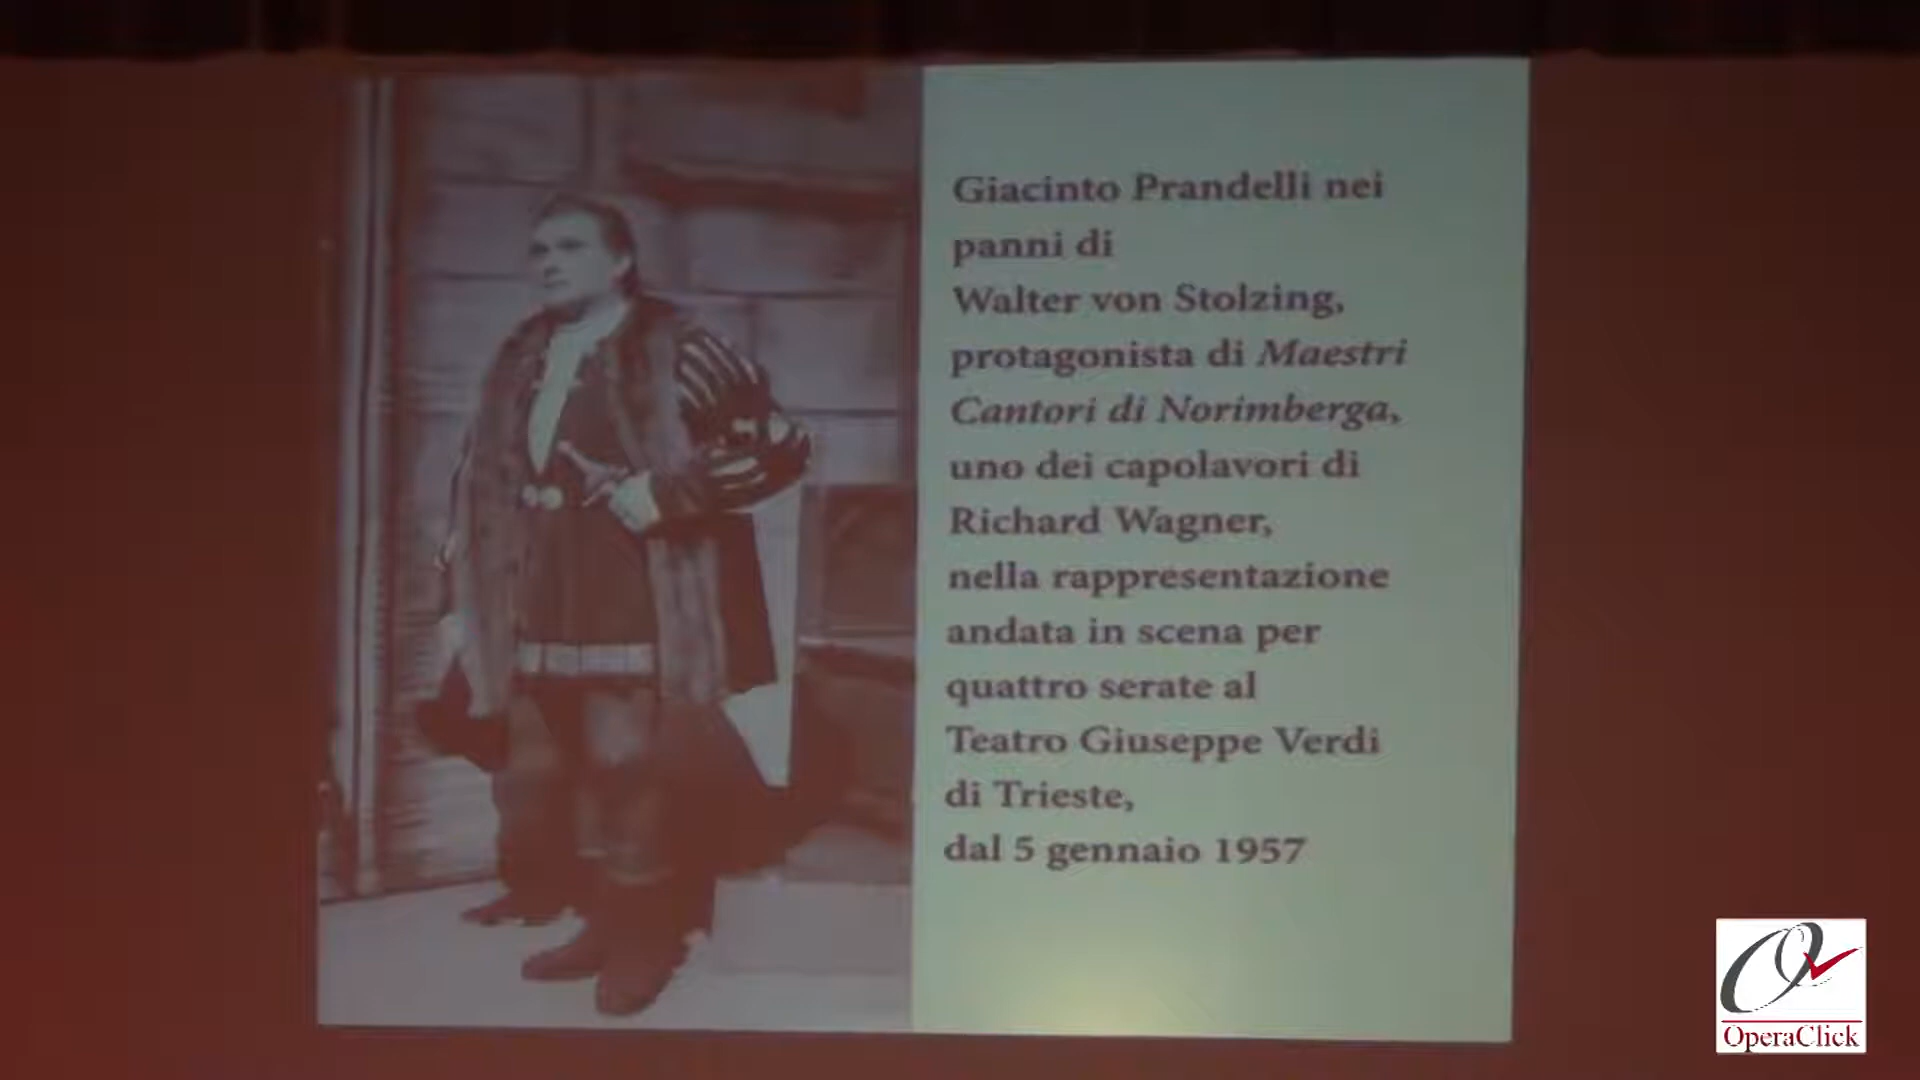 Giacinto Prandelli nei
panni di
Walter von Stolzing,
protagonista di Maestri
Cantori di Norimberga,
uno dei capolavori di
Richard Wagner,
nella rappresentazione
andata in scena per
quattro serate al
Teatro Giuseppe Verdi
di Trieste,
dal 5 gennaio 1957
OperaClick